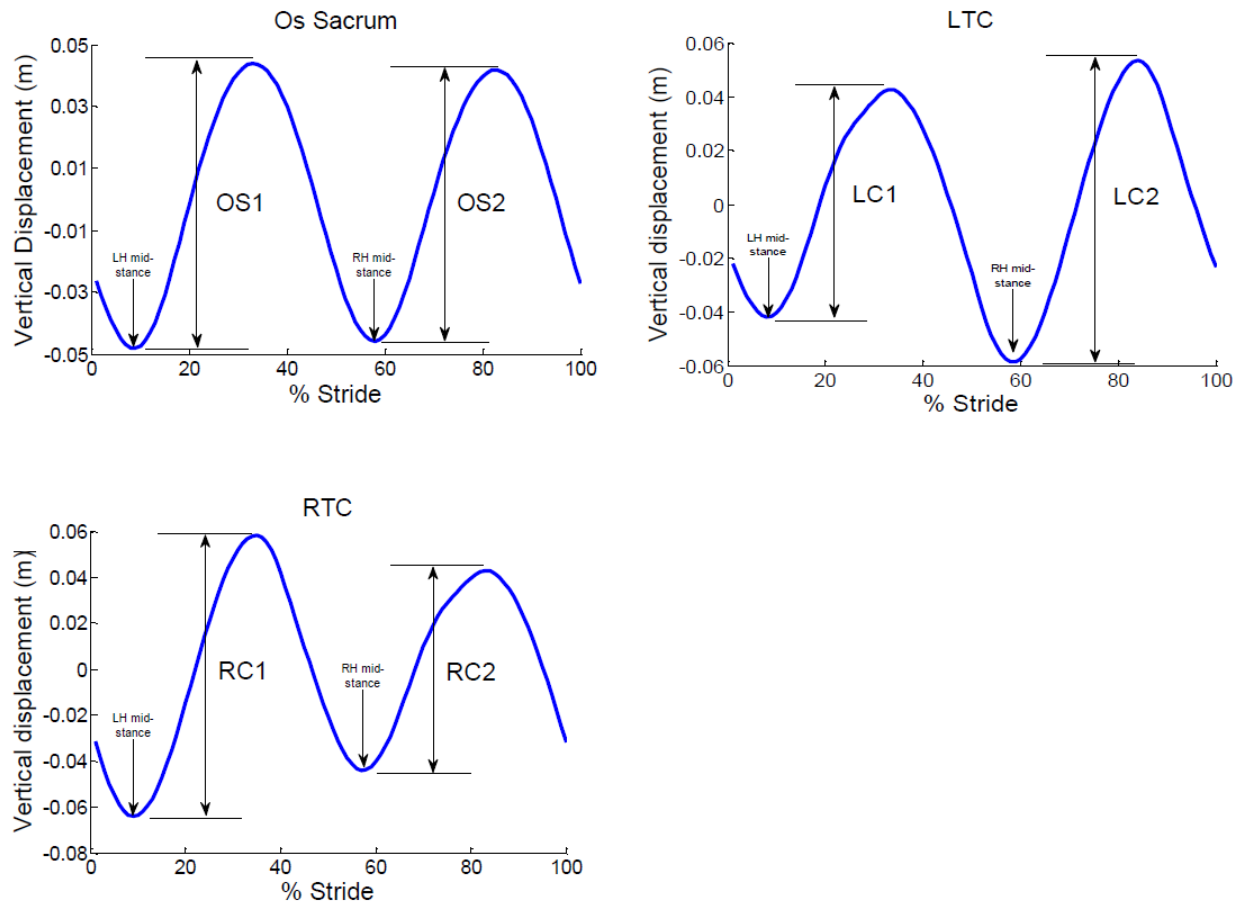 Os Sacrum
Vertical Displacement (m)
0.05
0.03
0.01
-0.01
-0.03
-0.05
OS1
OS2
LH mid-
stance
RH mid-
stance
0 20 40 60 80 100
% Stride
LTC
Vertical displacement (m)
0.06
0.04
0.02
0
-0.02
-0.04
-0.06
LC1
LC2
LH mid-
stance
RH mid-
stance
0 20 40 60 80 100
% Stride
RTC
Vertical displacement (m)
0.06
0.04
0.02
0
-0.02
-0.04
-0.06
-0.08
RC1
RC2
RH mid-
stance
LH mid-
stance
0 20 40 60 80 100
% Stride